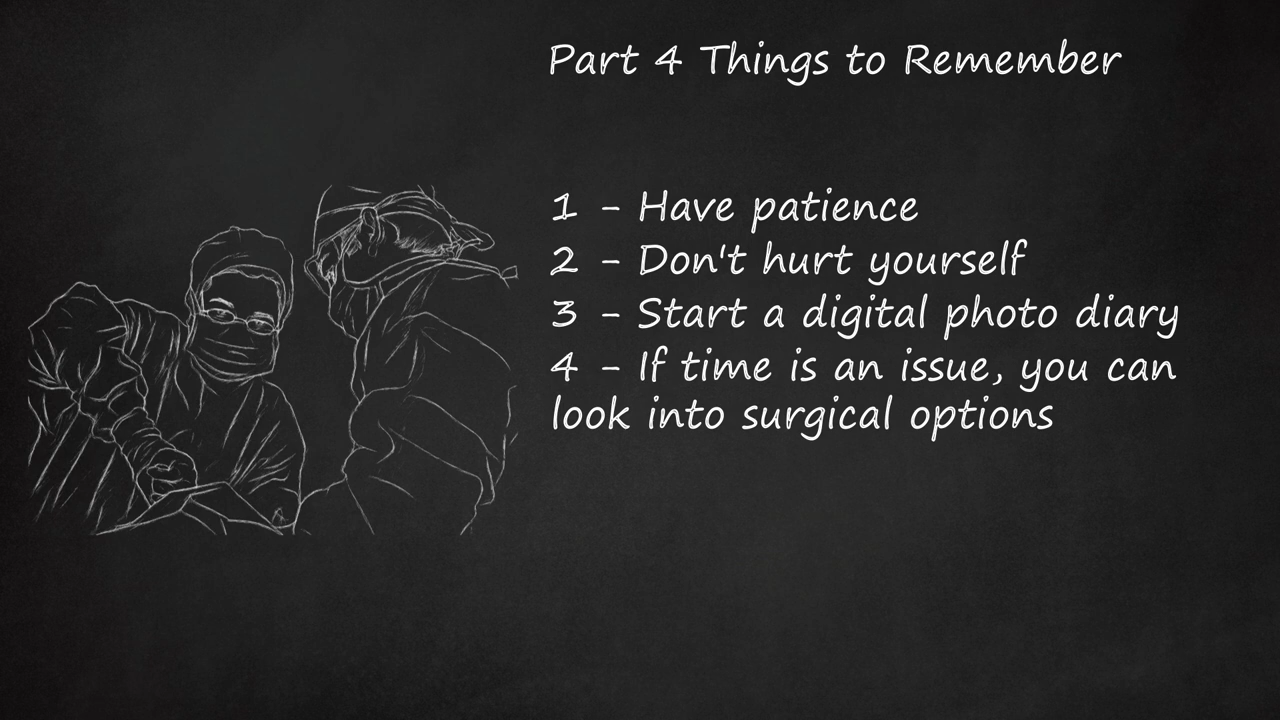 Part 4 Things to Remember
1 - Have patience
2 - Don't hurt yourself
3 - Start a digital photo diary
4 - If time is an issue, you can
look into surgical options